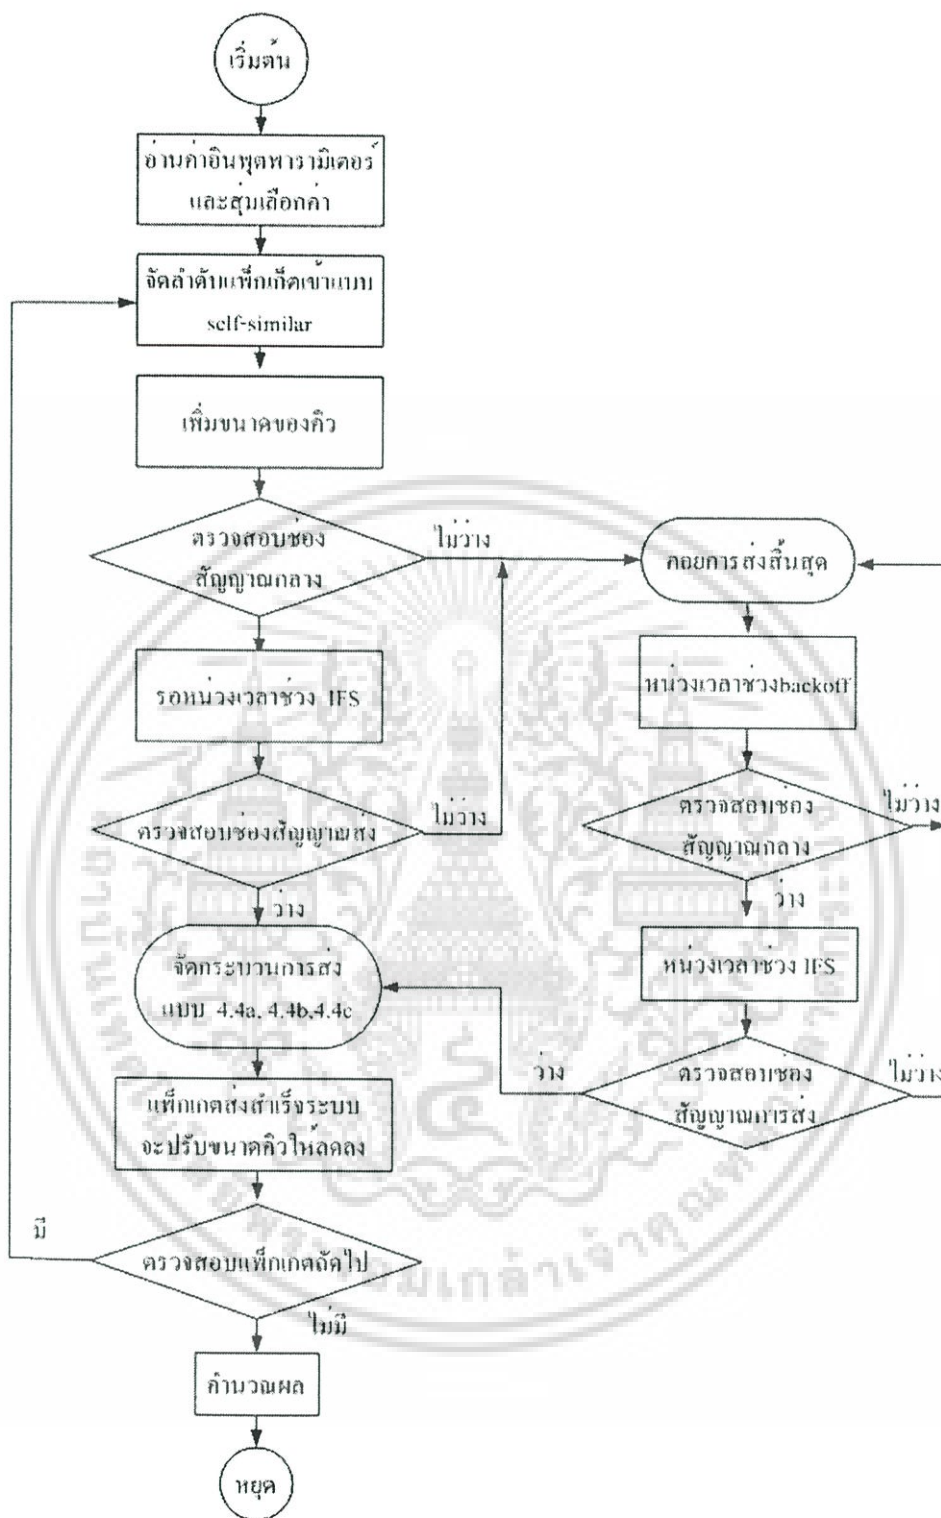 เริ่มต้น
อ่านค่าอินพุตพารามิเตอร์
และสุ่มเลือกค่า
จัดลำดับแพ็กเก็ตเข้าแบบ
self-similar
เพิ่มขนาดของคิว
ตรวจสอบช่อง
สัญญาณกลาง
ไม่ว่าง
คอยการส่งสิ้นสุด
รอหน่วงเวลาช่วง IFS
หน่วงเวลาช่วงbackoff
ตรวจสอบช่องสัญญาณส่ง
ไม่ว่าง
ตรวจสอบช่อง
สัญญาณกลาง
ไม่ว่าง
ว่าง
ว่าง
จัดกระบวนการส่ง
แบบ 4.4a, 4.4b,4.4c
หน่วงเวลาช่วง IFS
ว่าง
ตรวจสอบช่อง
สัญญาณการส่ง
ไม่ว่าง
แพ็กเกตส่งสำเร็จระบบ
จะปรับขนาดคิวให้ลดลง
มี
ตรวจสอบแพ็กเกตถัดไป
ไม่มี
คำนวณผล
หยุด